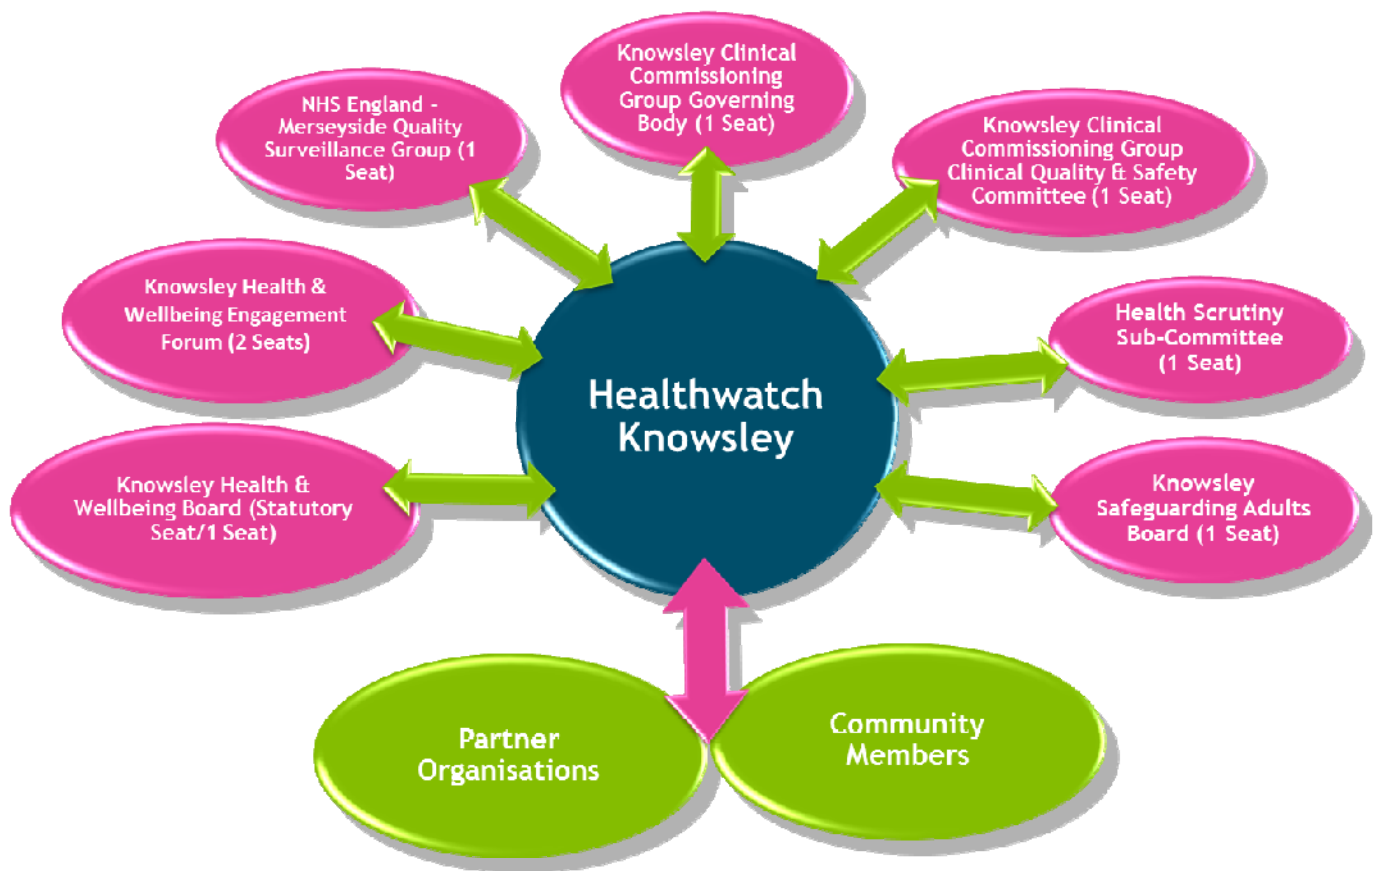 Knowsley Clinical
Commissioning
Group Governing
Body (1 Seat)
NHS England -
Merseyside Quality
Surveillance Group (1
Seat)
Knowsley Clinical
Commissioning Group
Clinical Quality & Safety
Committee (1 Seat)
Knowsley Health &
Wellbeing Engagement
Forum (2 Seats)
Health Scrutiny
Sub-Committee
(1 Seat)
Healthwatch
Knowsley
Knowsley Health &
Wellbeing Board (Statutory
Seat/1 Seat)
Knowsley
Safeguarding Adults
Board (1 Seat)
Partner
Organisations
Community
Members